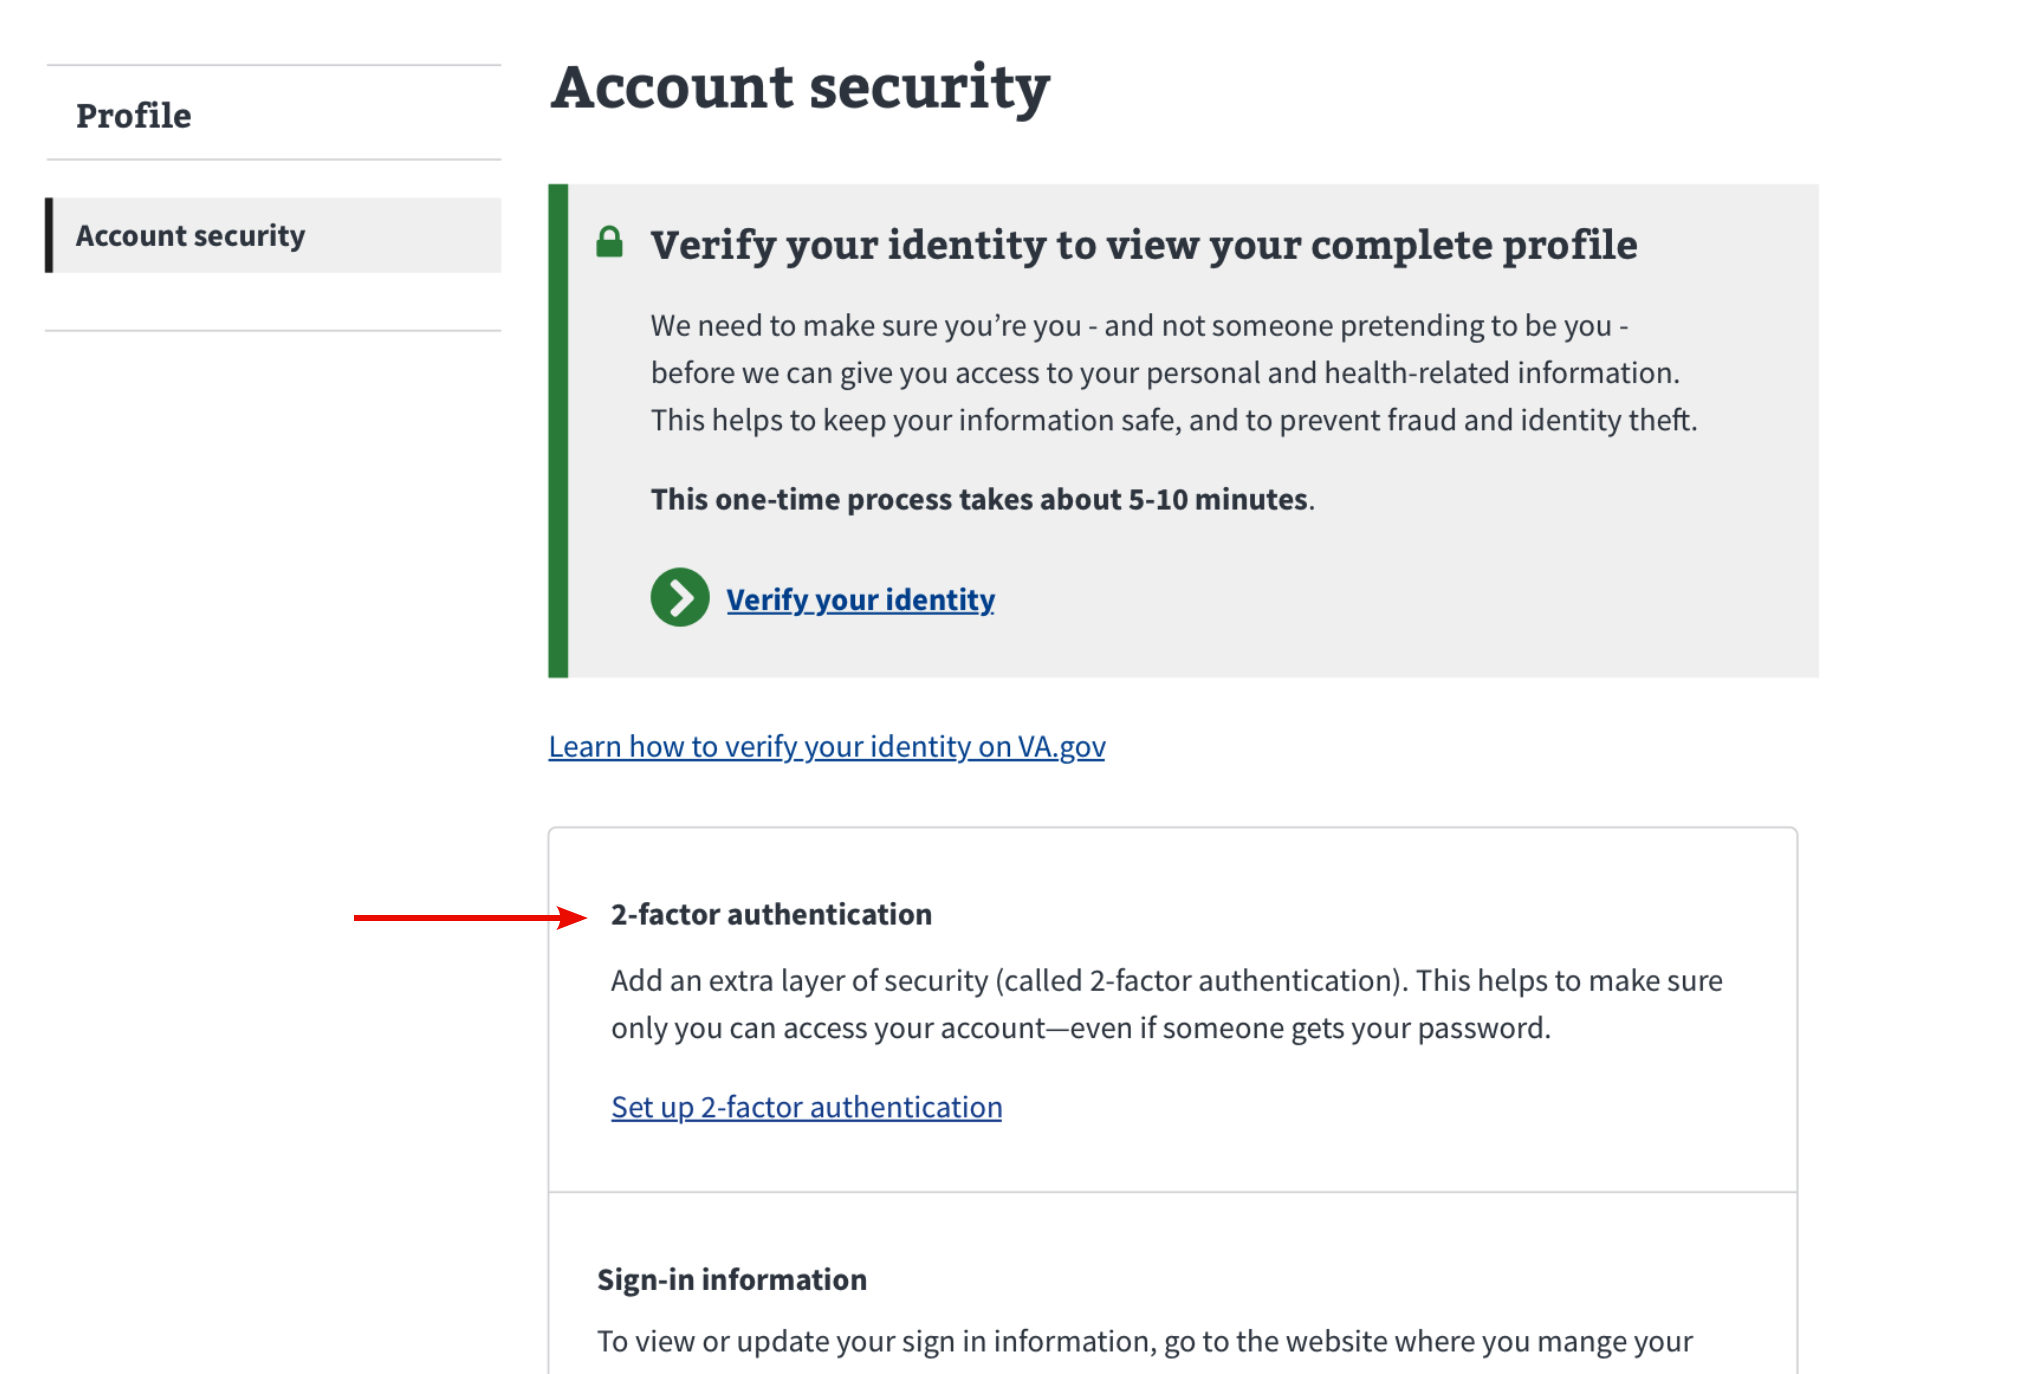 Profile
Account security
Account security
Verify your identity to view your complete profile
We need to make sure you’re you - and not someone pretending to be you -
before we can give you access to your personal and health-related information.
This helps to keep your information safe, and to prevent fraud and identity theft.
This one-time process takes about 5-10 minutes.
Verify your identity
Learn how to verify your identity on VA.gov
2-factor authentication
Add an extra layer of security (called 2-factor authentication). This helps to make sure
only you can access your account—even if someone gets your password.
Set up 2-factor authentication
Sign-in information
To view or update your sign in information, go to the website where you mange your